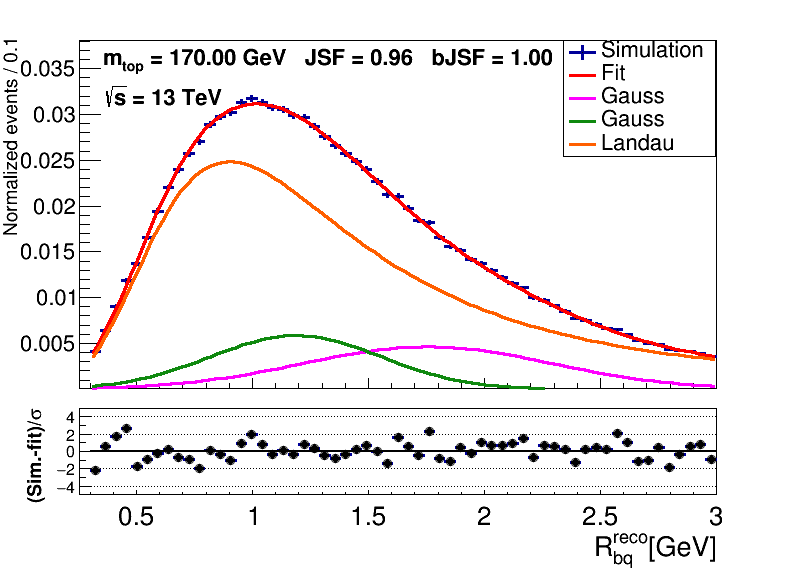 m_top = 170.00 GeV   JSF = 0.96   bJSF = 1.00
√s = 13 TeV
Simulation
Fit
Gauss
Gauss
Landau
Normalized events / 0.1
0.035
0.03
0.025
0.02
0.015
0.01
0.005
(Sim.-fit)/σ
4
2
0
−2
−4
0.5 1 1.5 2 2.5 3
R_bq^reco[GeV]